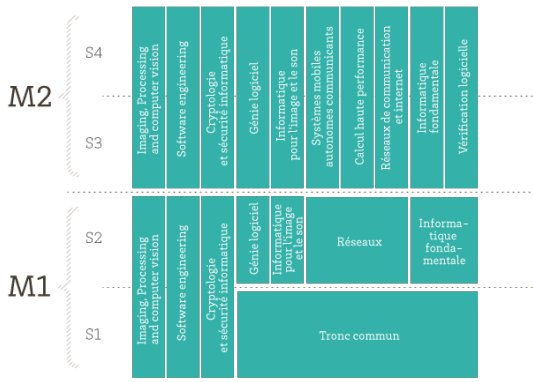 M2
S4
S3
Imaging, Processing
and computer vision
Software engineering
Cryptologie
et sécurité informatique
Génie logiciel
Informatique
pour l'image et le son
Systèmes mobiles
autonomes communicants
Calcul haute performance
Réseaux de communication
et internet
Informatique
fondamentale
Vérification logicielle
M1
S2
S1
Imaging, Processing
and computer vision
Software engineering
Cryptologie
et sécurité informatique
Génie logiciel
Informatique
pour l'image
et le son
Réseaux
Informa-
tique
fonda-
mentale
Tronc commun